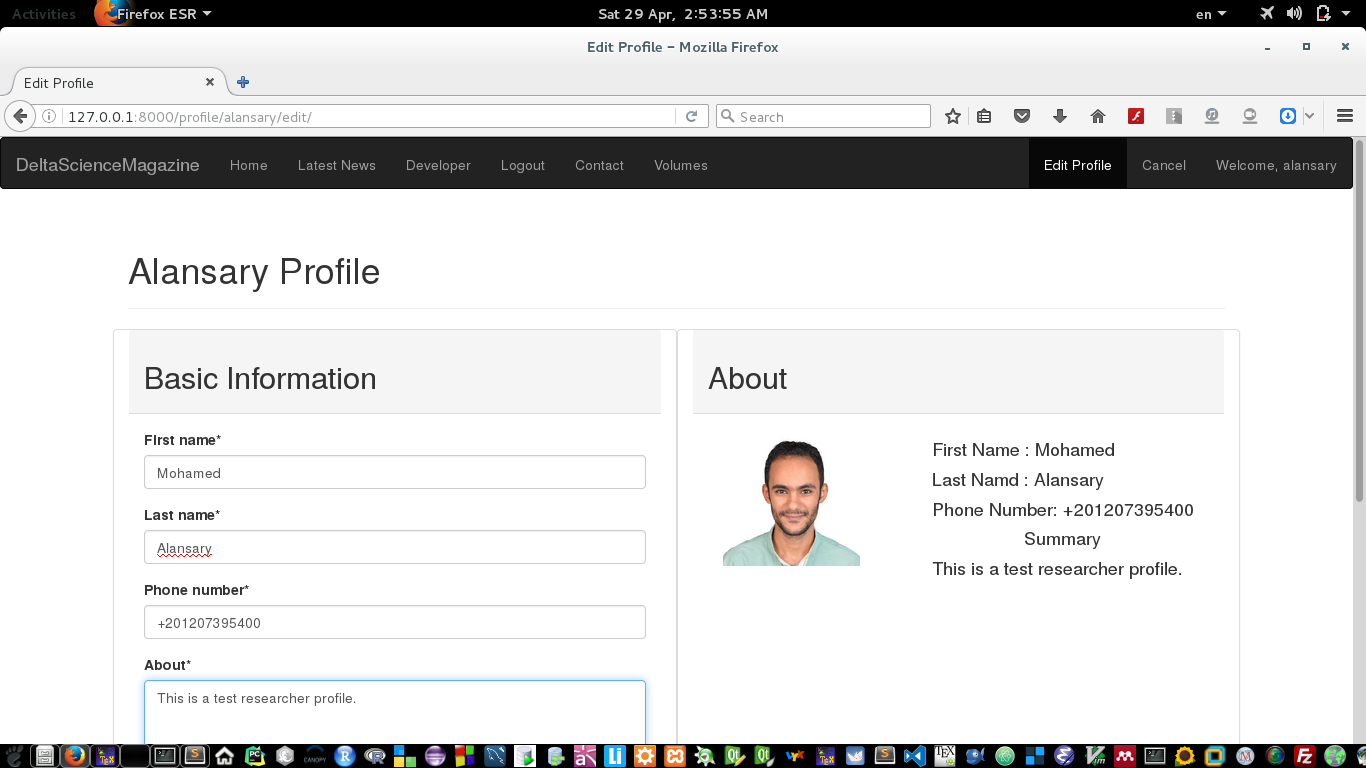 Activities
Firefox ESR
Sat 29 Apr, 2:53:55 AM
en
Edit Profile – Mozilla Firefox
Edit Profile
127.0.0.1:8000/profile/alansary/edit/
Search
DeltaScienceMagazine
Home
Latest News
Developer
Logout
Contact
Volumes
Edit Profile
Cancel
Welcome, alansary
Alansary Profile
Basic Information
First name*
Mohamed
Last name*
Alansary
Phone number*
+201207395400
About*
This is a test researcher profile.
About
First Name : Mohamed
Last Namd : Alansary
Phone Number: +201207395400
Summary
This is a test researcher profile.